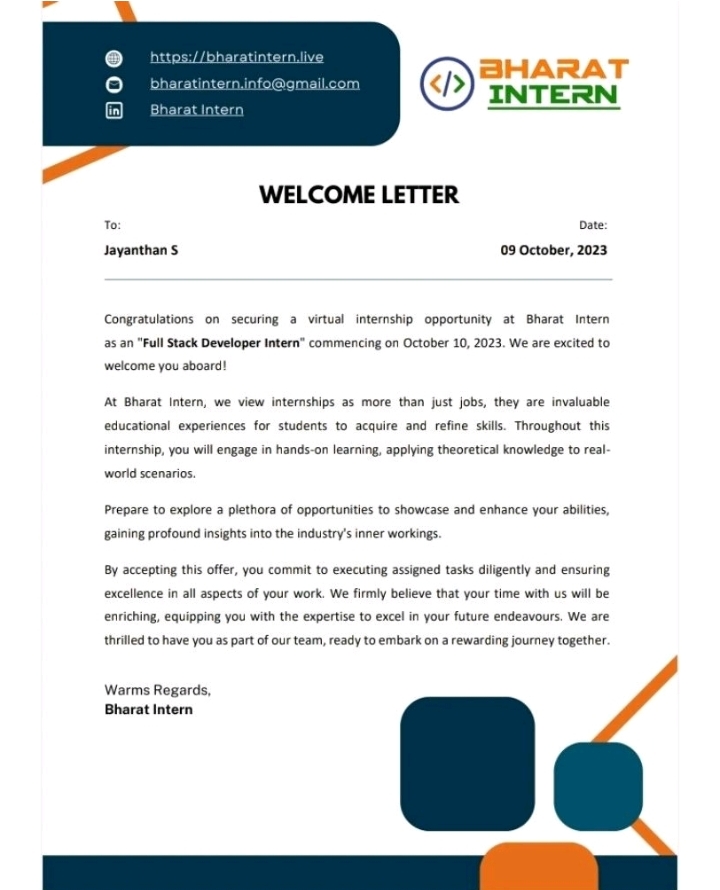 https://bharatintern.live
bharatintern.info@gmail.com
in Bharat Intern
</> BHARAT
INTERN
WELCOME LETTER
To: Date:
Jayanthan S 09 October, 2023
Congratulations on securing a virtual internship opportunity at Bharat Intern
as an "Full Stack Developer Intern" commencing on October 10, 2023. We are excited to
welcome you aboard!
At Bharat Intern, we view internships as more than just jobs, they are invaluable
educational experiences for students to acquire and refine skills. Throughout this
internship, you will engage in hands-on learning, applying theoretical knowledge to real-
world scenarios.
Prepare to explore a plethora of opportunities to showcase and enhance your abilities,
gaining profound insights into the industry's inner workings.
By accepting this offer, you commit to executing assigned tasks diligently and ensuring
excellence in all aspects of your work. We firmly believe that your time with us will be
enriching, equipping you with the expertise to excel in your future endeavours. We are
thrilled to have you as part of our team, ready to embark on a rewarding journey together.
Warms Regards,
Bharat Intern